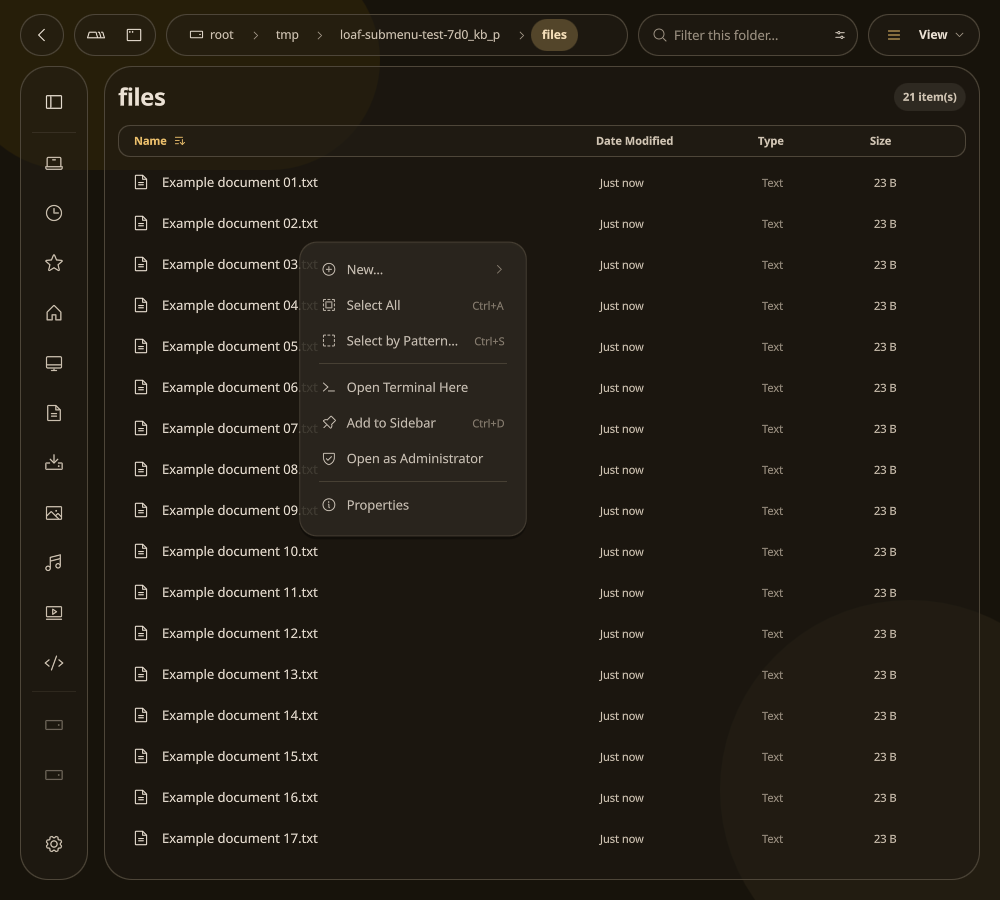 root > tmp > loaf-submenu-test-7d0_kb_p > files
Filter this folder...
View
files
21 item(s)
Name Date Modified Type Size
Example document 01.txt Just now Text 23 B
Example document 02.txt Just now Text 23 B
Example document 03.txt Just now Text 23 B
Example document 04.txt Just now Text 23 B
Example document 05.txt Just now Text 23 B
Example document 06.txt Just now Text 23 B
Example document 07.txt Just now Text 23 B
Example document 08.txt Just now Text 23 B
Example document 09.txt Just now Text 23 B
Example document 10.txt Just now Text 23 B
Example document 11.txt Just now Text 23 B
Example document 12.txt Just now Text 23 B
Example document 13.txt Just now Text 23 B
Example document 14.txt Just now Text 23 B
Example document 15.txt Just now Text 23 B
Example document 16.txt Just now Text 23 B
Example document 17.txt Just now Text 23 B
New...
Select All Ctrl+A
Select by Pattern... Ctrl+S
Open Terminal Here
Add to Sidebar Ctrl+D
Open as Administrator
Properties